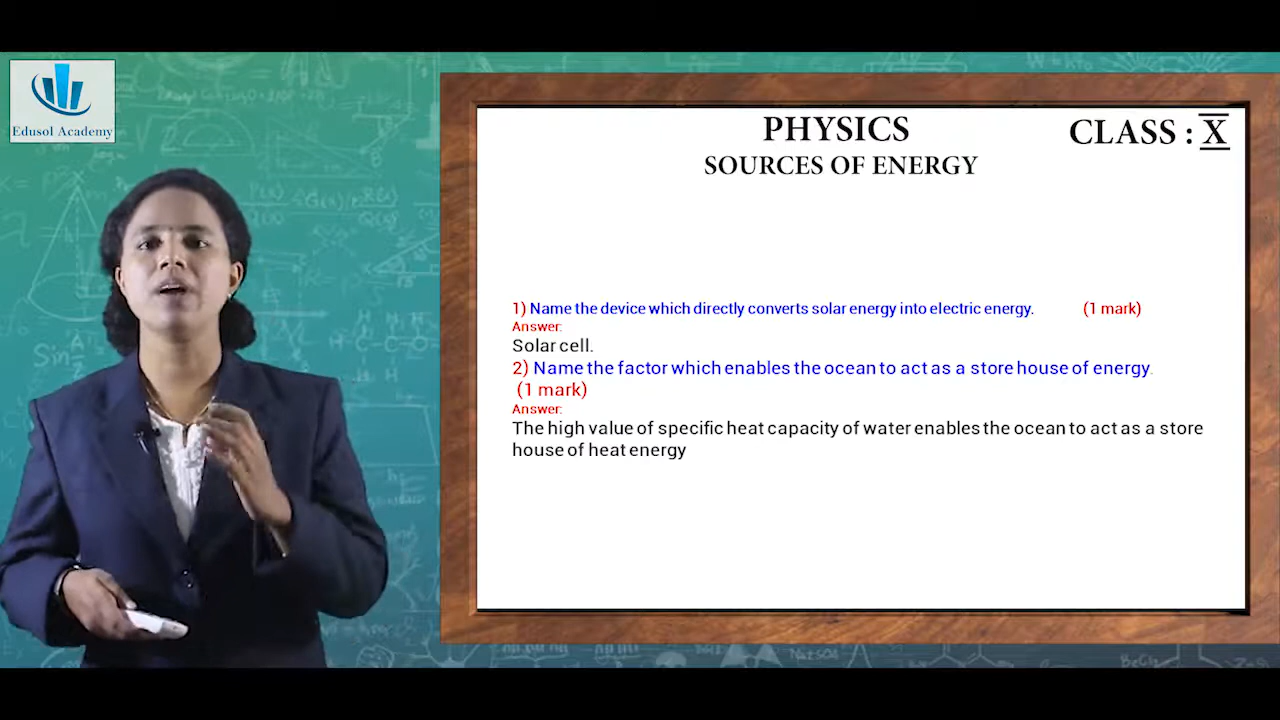 Edusol Academy
PHYSICS
CLASS : X
SOURCES OF ENERGY
1) Name the device which directly converts solar energy into electric energy. (1 mark)
Answer:
Solar cell.
2) Name the factor which enables the ocean to act as a store house of energy.
(1 mark)
Answer:
The high value of specific heat capacity of water enables the ocean to act as a store
house of heat energy